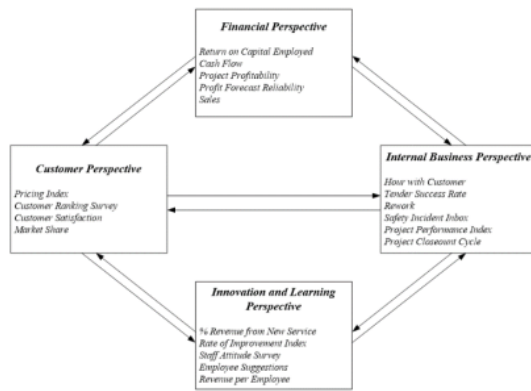 Financial Perspective
Return on Capital Employed
Cash Flow
Project Profitability
Profit Forecast Reliability
Sales
Customer Perspective
Pricing Index
Customer Ranking Survey
Customer Satisfaction
Market Share
Internal Business Perspective
Hour with Customer
Tender Success Rate
Rework
Safety Incident Inbox
Project Performance Index
Project Closeout Cycle
Innovation and Learning
Perspective
% Revenue from New Service
Rate of Improvement Index
Staff Attitude Survey
Employee Suggestions
Revenue per Employee